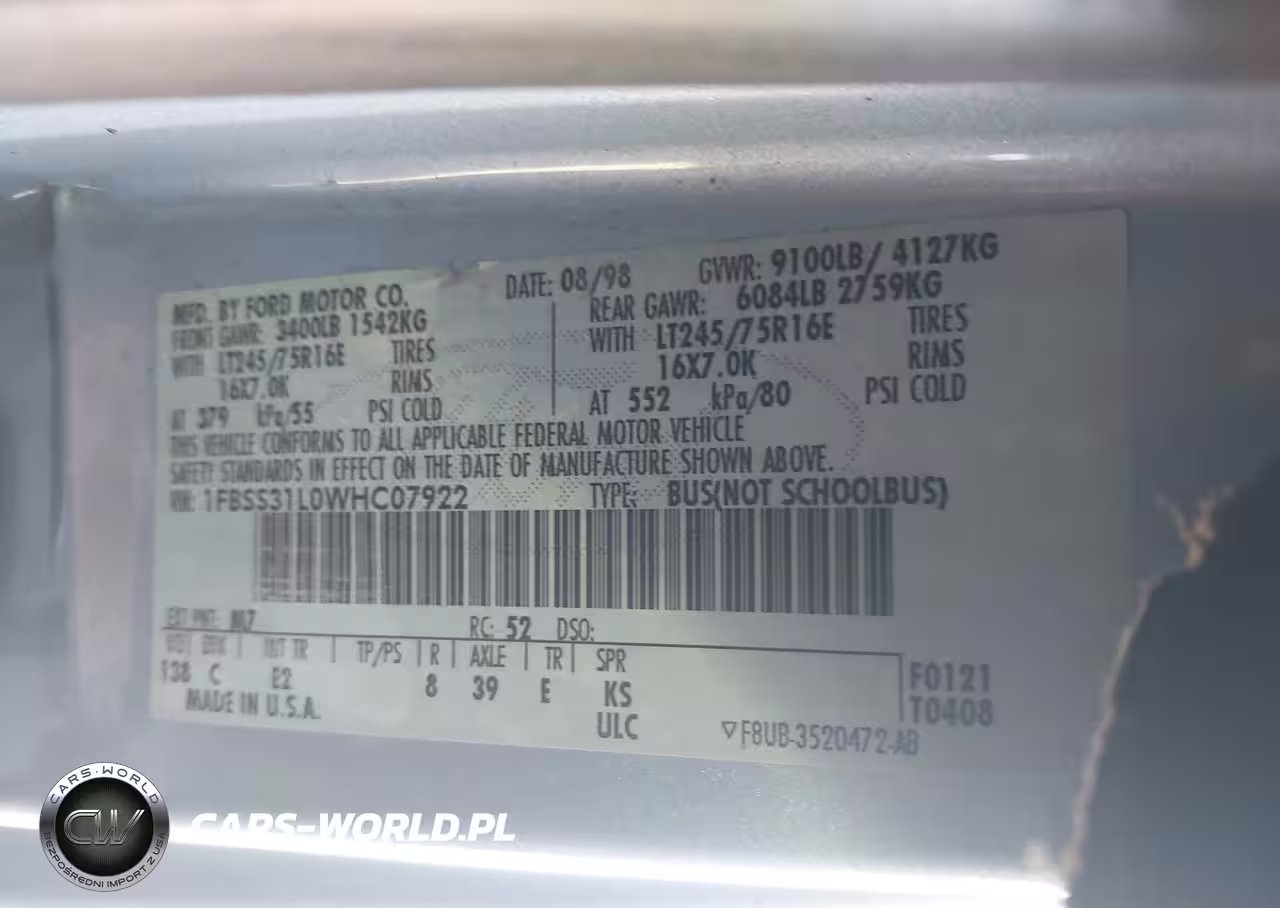 MFD. BY FORD MOTOR CO. DATE: 08/98 GVWR: 9100LB/ 4127KG
FRONT GAWR: 3400LB 1542KG REAR GAWR: 6084LB 2759KG
WITH LT245/75R16E TIRES WITH LT245/75R16E TIRES
16X7.0K RIMS 16X7.0K RIMS
AT 379 kPa/55 PSI COLD AT 552 kPa/80 PSI COLD
THIS VEHICLE CONFORMS TO ALL APPLICABLE FEDERAL MOTOR VEHICLE
SAFETY STANDARDS IN EFFECT ON THE DATE OF MANUFACTURE SHOWN ABOVE.
VIN: 1FBSS31L0WHC07922 TYPE: BUS(NOT SCHOOLBUS)
EXT PNT: RC: 52 DSO:
INT TR TP/PS R AXLE TR SPR
138 C E2 8 39 E KS F0121
MADE IN U.S.A. ULC T0408
F8UB-3520472-AB
CARS-WORLD
CW
BEZPOŚREDNI IMPORT Z USA
CARS-WORLD.PL